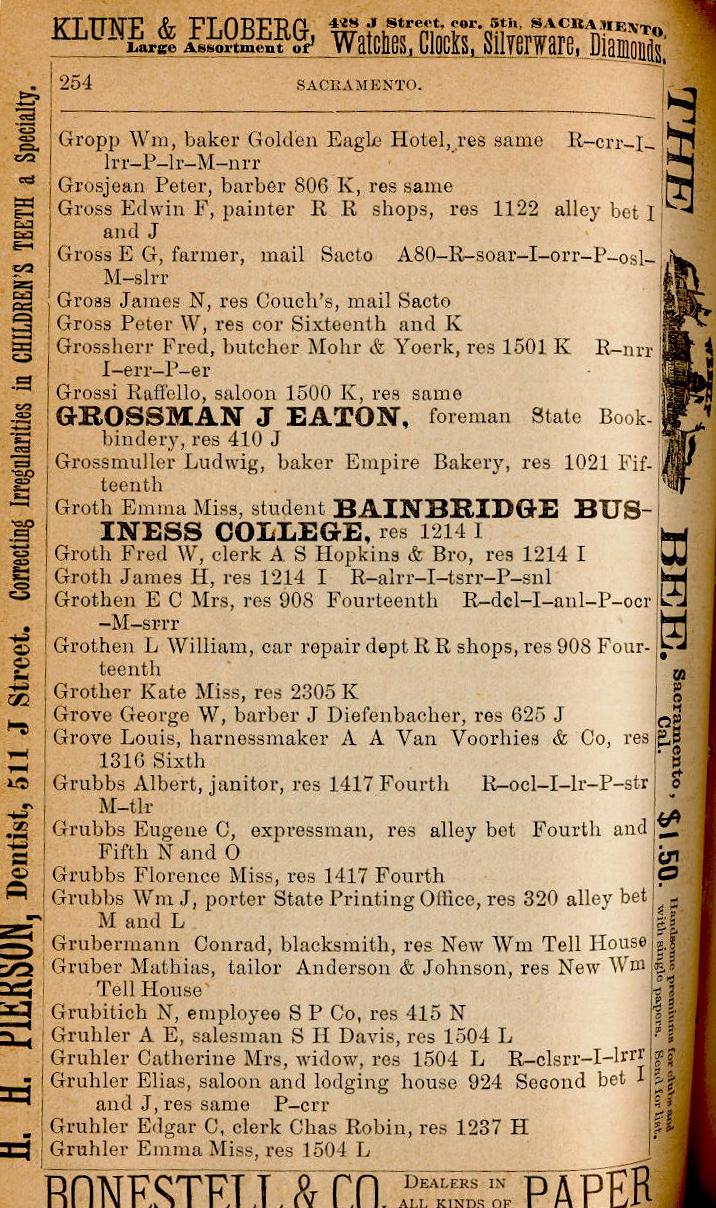 KLUNE & FLOBERG, 428 J Street, cor. 5th, SACRAMENTO,
Large Assortment of Watches, Clocks, Silverware, Diamonds.
254 SACRAMENTO.
Gropp Wm, baker Golden Eagle Hotel, res same R–crr–I–
lrr–P–lr–M–nrr
Grosjean Peter, barber 806 K, res same
Gross Edwin F, painter R R shops, res 1122 alley bet I
and J
Gross E G, farmer, mail Sacto A80–R–soar–I–orr–P–osl–
M–slrr
Gross James N, res Couch's, mail Sacto
Gross Peter W, res cor Sixteenth and K
Grossherr Fred, butcher Mohr & Yoerk, res 1501 K R–nrr
I–err–P–er
Grossi Raffello, saloon 1500 K, res same
GROSSMAN J EATON, foreman State Book-
bindery, res 410 J
Grossmuller Ludwig, baker Empire Bakery, res 1021 Fif-
teenth
Groth Emma Miss, student BAINBRIDGE BUS-
INESS COLLEGE, res 1214 I
Groth Fred W, clerk A S Hopkins & Bro, res 1214 I
Groth James H, res 1214 I R–alrr–I–tsrr–P–snl
Grothen E C Mrs, res 908 Fourteenth R–dcl–I–anl–P–ocr
–M–srrr
Grothen L William, car repair dept R R shops, res 908 Four-
teenth
Grother Kate Miss, res 2305 K
Grove George W, barber J Diefenbacher, res 625 J
Grove Louis, harnessmaker A A Van Voorhies & Co, res
1316 Sixth
Grubbs Albert, janitor, res 1417 Fourth R–ocl–I–lr–P–str
M–tlr
Grubbs Eugene C, expressman, res alley bet Fourth and
Fifth N and O
Grubbs Florence Miss, res 1417 Fourth
Grubbs Wm J, porter State Printing Office, res 320 alley bet
M and L
Grubermann Conrad, blacksmith, res New Wm Tell House
Gruber Mathias, tailor Anderson & Johnson, res New Wm
Tell House
Grubitich N, employee S P Co, res 415 N
Gruhler A E, salesman S H Davis, res 1504 L
Gruhler Catherine Mrs, widow, res 1504 L R–clsrr–I–lrrr
Gruhler Elias, saloon and lodging house 924 Second bet I
and J, res same P–crr
Gruhler Edgar C, clerk Chas Robin, res 1237 H
Gruhler Emma Miss, res 1504 L
BONESTELL & CO. DEALERS IN ALL KINDS OF PAPER
H. H. PIERSON, Dentist, 511 J Street. Correcting Irregularities in CHILDREN'S TEETH a Specialty.
THE BEE. Sacramento, Cal. $1.50. Handsome premiums for clubs and with single papers. Send for list.